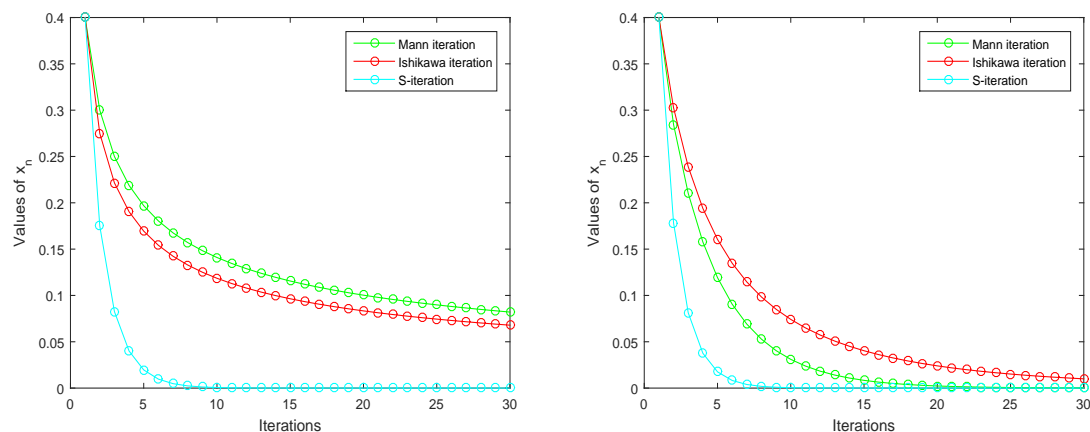 0.4
0.35
0.3
0.25
0.2
0.15
0.1
0.05
0
Values of x_n
0 5 10 15 20 25 30
Iterations
Mann iteration
Ishikawa iteration
S-iteration
0.4
0.35
0.3
0.25
0.2
0.15
0.1
0.05
0
Values of x_n
0 5 10 15 20 25 30
Iterations
Mann iteration
Ishikawa iteration
S-iteration